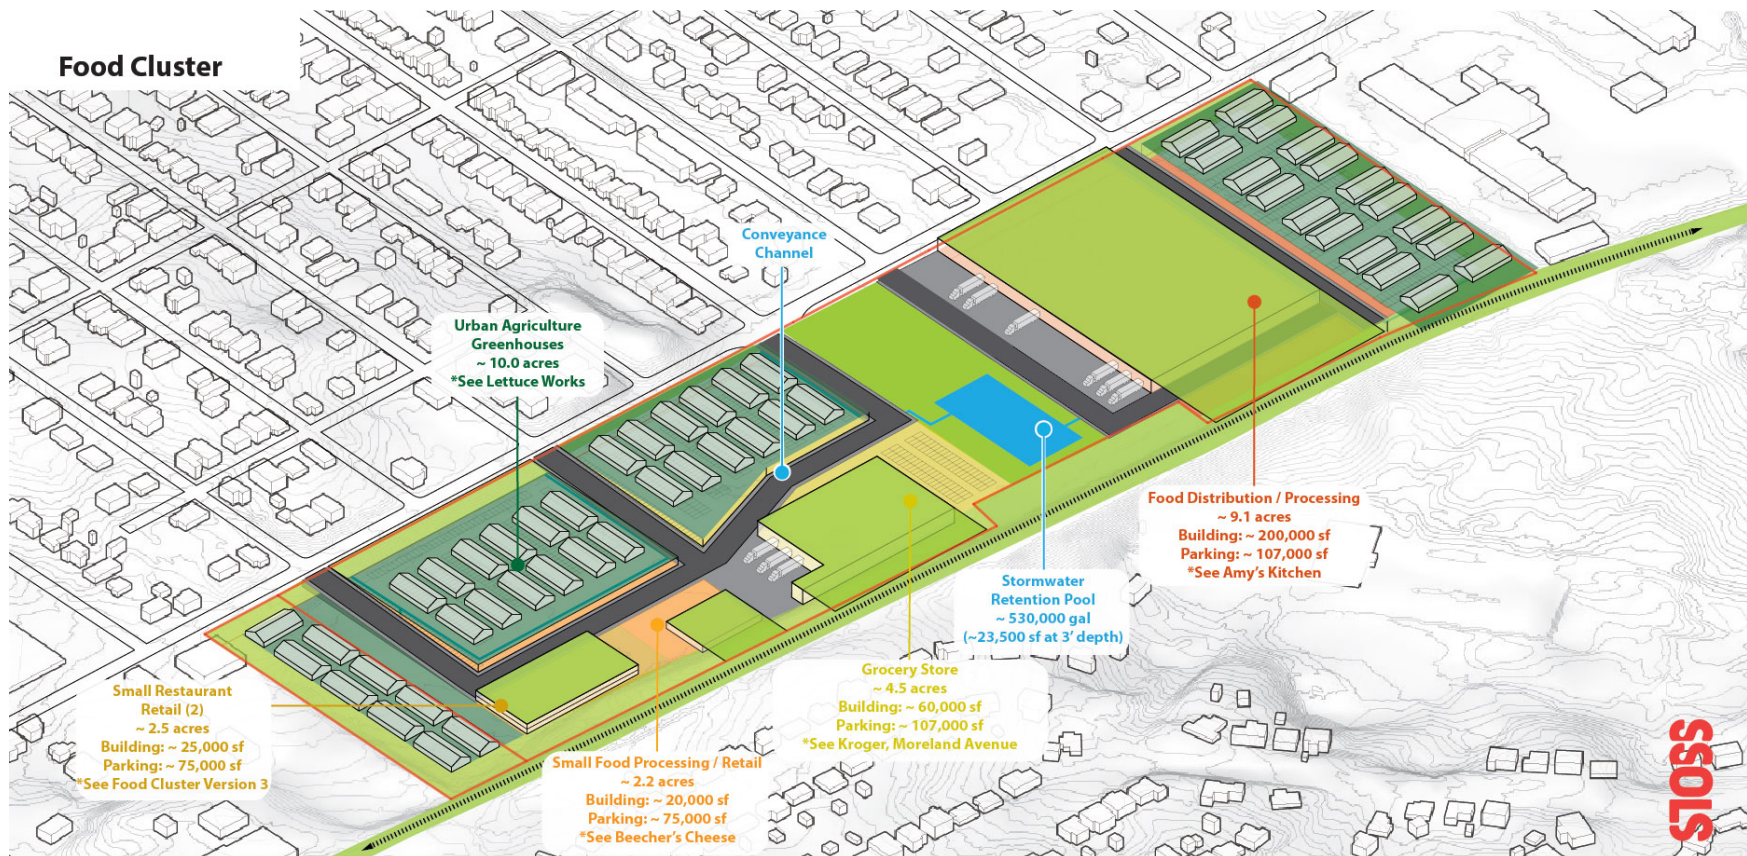 Food Cluster
Conveyance
Channel
Urban Agriculture
Greenhouses
~ 10.0 acres
*See Lettuce Works
Food Distribution / Processing
~ 9.1 acres
Building: ~ 200,000 sf
Parking: ~ 107,000 sf
*See Amy's Kitchen
Stormwater
Retention Pool
~ 530,000 gal
(~23,500 sf at 3' depth)
Grocery Store
~ 4.5 acres
Building: ~ 60,000 sf
Parking: ~ 107,000 sf
*See Kroger, Moreland Avenue
Small Restaurant
Retail (2)
~ 2.5 acres
Building: ~ 25,000 sf
Parking: ~ 75,000 sf
*See Food Cluster Version 3
Small Food Processing / Retail
~ 2.2 acres
Building: ~ 20,000 sf
Parking: ~ 75,000 sf
*See Beecher's Cheese
STOSS